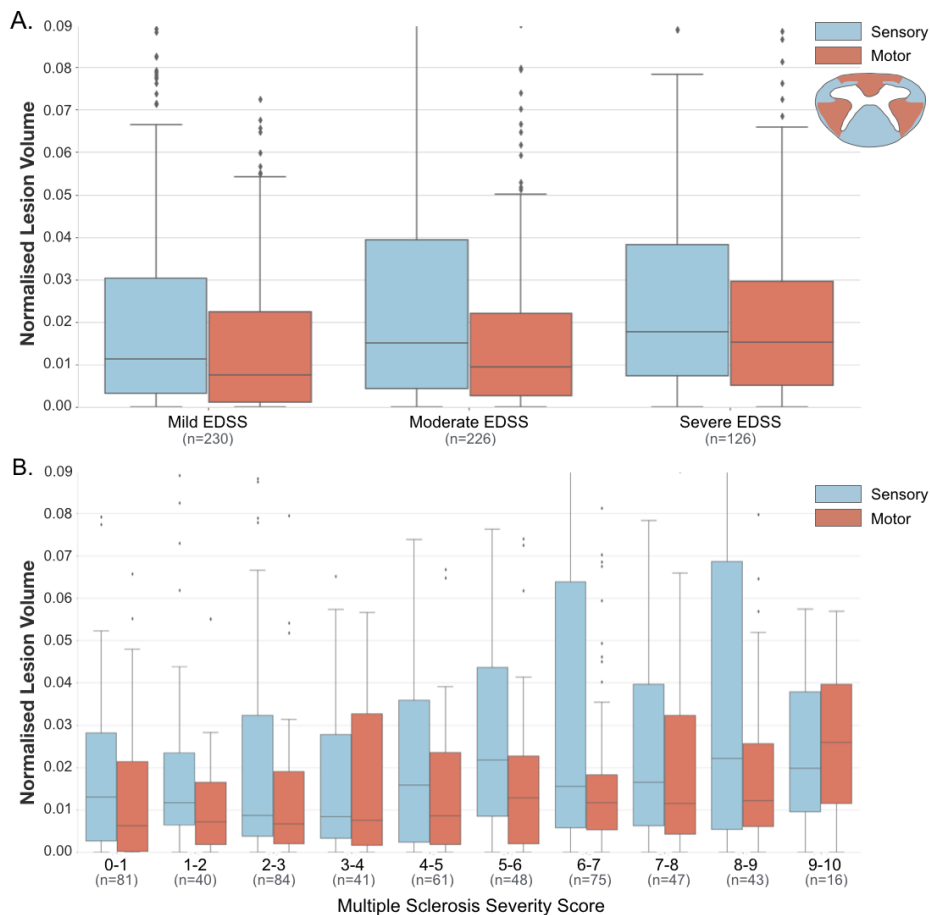 A.
Sensory
Motor
Normalised Lesion Volume
0.09
0.08
0.07
0.06
0.05
0.04
0.03
0.02
0.01
0.00
Mild EDSS Moderate EDSS Severe EDSS
(n=230) (n=226) (n=126)
B.
Sensory
Motor
Normalised Lesion Volume
0.09
0.08
0.07
0.06
0.05
0.04
0.03
0.02
0.01
0.00
0-1 1-2 2-3 3-4 4-5 5-6 6-7 7-8 8-9 9-10
(n=81) (n=40) (n=84) (n=41) (n=61) (n=48) (n=75) (n=47) (n=43) (n=16)
Multiple Sclerosis Severity Score